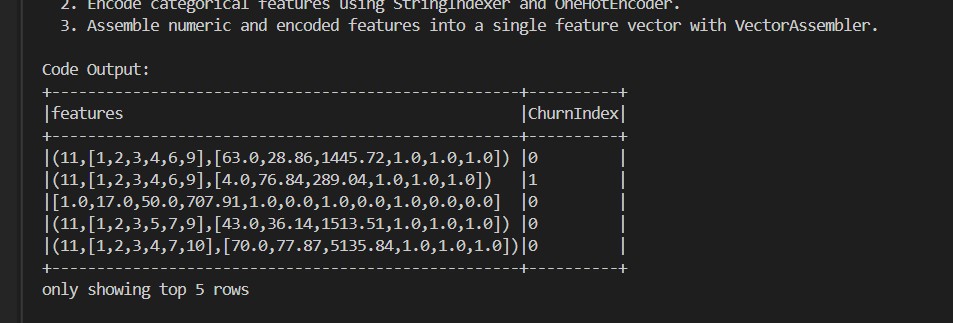 2. Encode categorical features using StringIndexer and OneHotEncoder.
3. Assemble numeric and encoded features into a single feature vector with VectorAssembler.
Code Output:
+--------------------------------------------------+----------+
|features                                          |ChurnIndex|
+--------------------------------------------------+----------+
|(11,[1,2,3,4,6,9],[63.0,28.86,1445.72,1.0,1.0,1.0]) |0         |
|(11,[1,2,3,4,6,9],[4.0,76.84,289.04,1.0,1.0,1.0])   |1         |
|[1.0,17.0,50.0,707.91,1.0,0.0,1.0,0.0,1.0,0.0,0.0]  |0         |
|(11,[1,2,3,5,7,9],[43.0,36.14,1513.51,1.0,1.0,1.0]) |0         |
|(11,[1,2,3,4,7,10],[70.0,77.87,5135.84,1.0,1.0,1.0])|0         |
+--------------------------------------------------+----------+
only showing top 5 rows